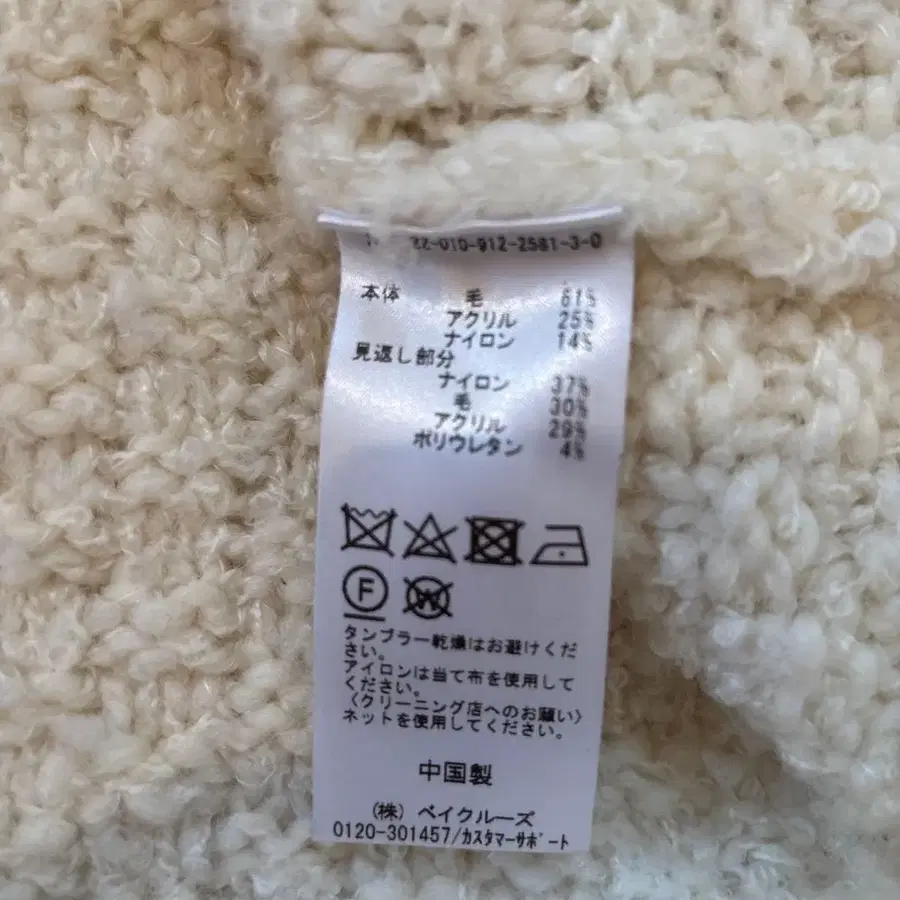 22-010-912-2581-3-0
本体 毛 61%
アクリル 25%
ナイロン 14%
見返し部分
ナイロン 37%
毛 30%
アクリル 29%
ポリウレタン 4%
F W
タンブラー乾燥はお避けくだ
さい。
アイロンは当て布を使用して
ください。
〈クリーニング店へのお願い〉
ネットを使用してください。
中国製
(株) ベイクルーズ
0120-301457/カスタマーサポート